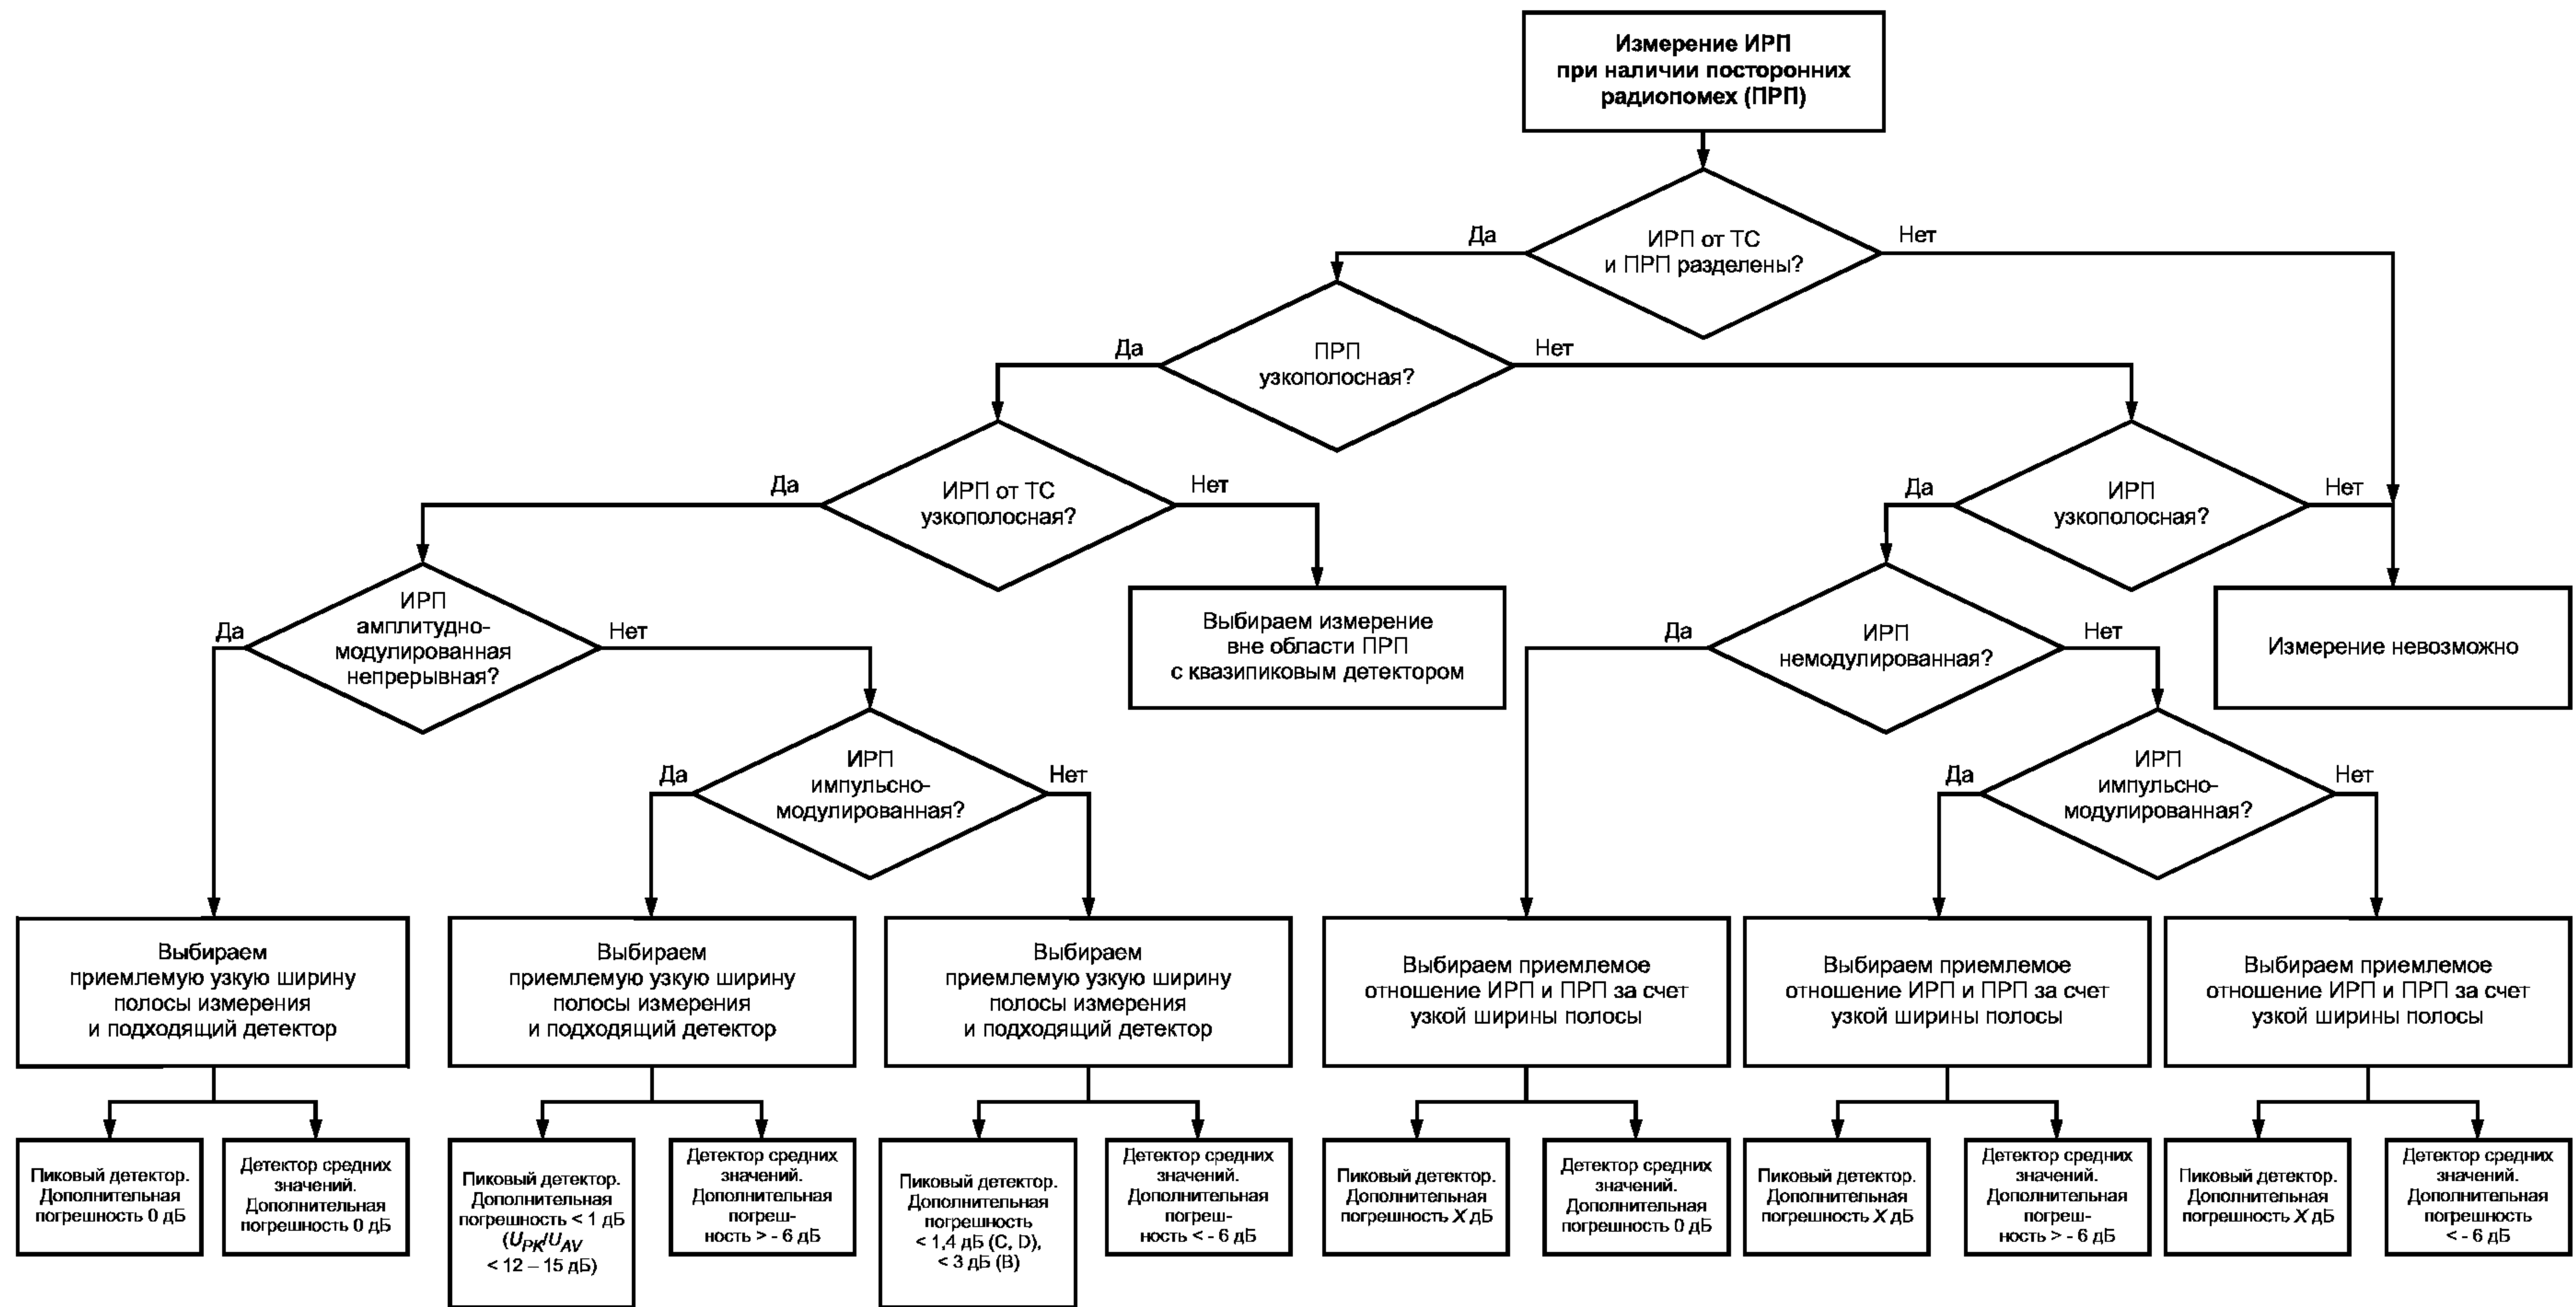 Измерение ИРП
при наличии посторонних
радиопомех (ПРП)
Да
ИРП от ТС
и ПРП разделены?
Нет
Да
ПРП
узкополосная?
Нет
Да
ИРП от ТС
узкополосная?
Нет
Да
ИРП
узкополосная?
Нет
Да
ИРП
амплитудно-
модулированная
непрерывная?
Нет
Выбираем измерение
вне области ПРП
с квазипиковым детектором
Да
ИРП
немодулированная?
Нет
Измерение невозможно
Да
ИРП
импульсно-
модулированная?
Нет
Да
ИРП
импульсно-
модулированная?
Нет
Выбираем
приемлемую узкую ширину
полосы измерения
и подходящий детектор
Выбираем
приемлемую узкую ширину
полосы измерения
и подходящий детектор
Выбираем
приемлемую узкую ширину
полосы измерения
и подходящий детектор
Выбираем приемлемое
отношение ИРП и ПРП за счет
узкой ширины полосы
Выбираем приемлемое
отношение ИРП и ПРП за счет
узкой ширины полосы
Выбираем приемлемое
отношение ИРП и ПРП за счет
узкой ширины полосы
Пиковый детектор.
Дополнительная
погрешность 0 дБ
Детектор средних
значений.
Дополнительная
погрешность 0 дБ
Пиковый детектор.
Дополнительная
погрешность < 1 дБ
(U_PK/U_AV
< 12 – 15 дБ)
Детектор средних
значений.
Дополнительная
погреш-
ность > - 6 дБ
Пиковый детектор.
Дополнительная
погрешность
< 1,4 дБ (C, D),
< 3 дБ (B)
Детектор средних
значений.
Дополнительная
погреш-
ность < - 6 дБ
Пиковый детектор.
Дополнительная
погрешность X дБ
Детектор средних
значений.
Дополнительная
погрешность 0 дБ
Пиковый детектор.
Дополнительная
погрешность X дБ
Детектор средних
значений.
Дополнительная
погреш-
ность > - 6 дБ
Пиковый детектор.
Дополнительная
погрешность X дБ
Детектор средних
значений.
Дополнительная
погрешность
< - 6 дБ